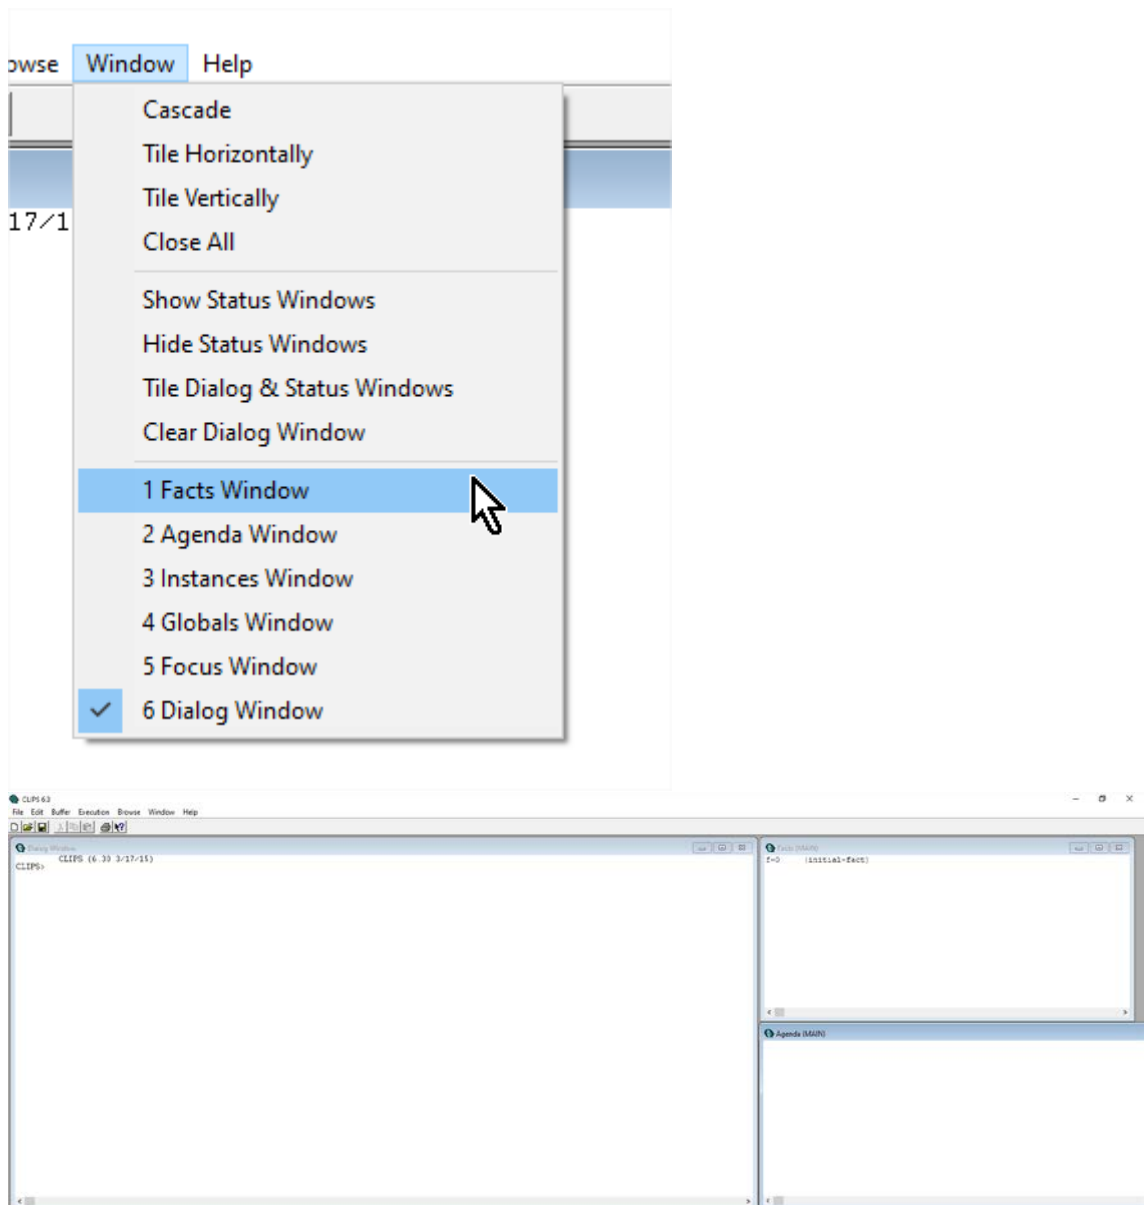 owse Window Help
Cascade
Tile Horizontally
Tile Vertically
17/1
Close All
Show Status Windows
Hide Status Windows
Tile Dialog & Status Windows
Clear Dialog Window
1 Facts Window
2 Agenda Window
3 Instances Window
4 Globals Window
5 Focus Window
6 Dialog Window
CLIPS 6.3
File Edit Buffer Execution Browse Window Help
Dialog Window
CLIPS (6.30 3/17/15)
CLIPS>
Facts (MAIN)
f-0 (initial-fact)
Agenda (MAIN)